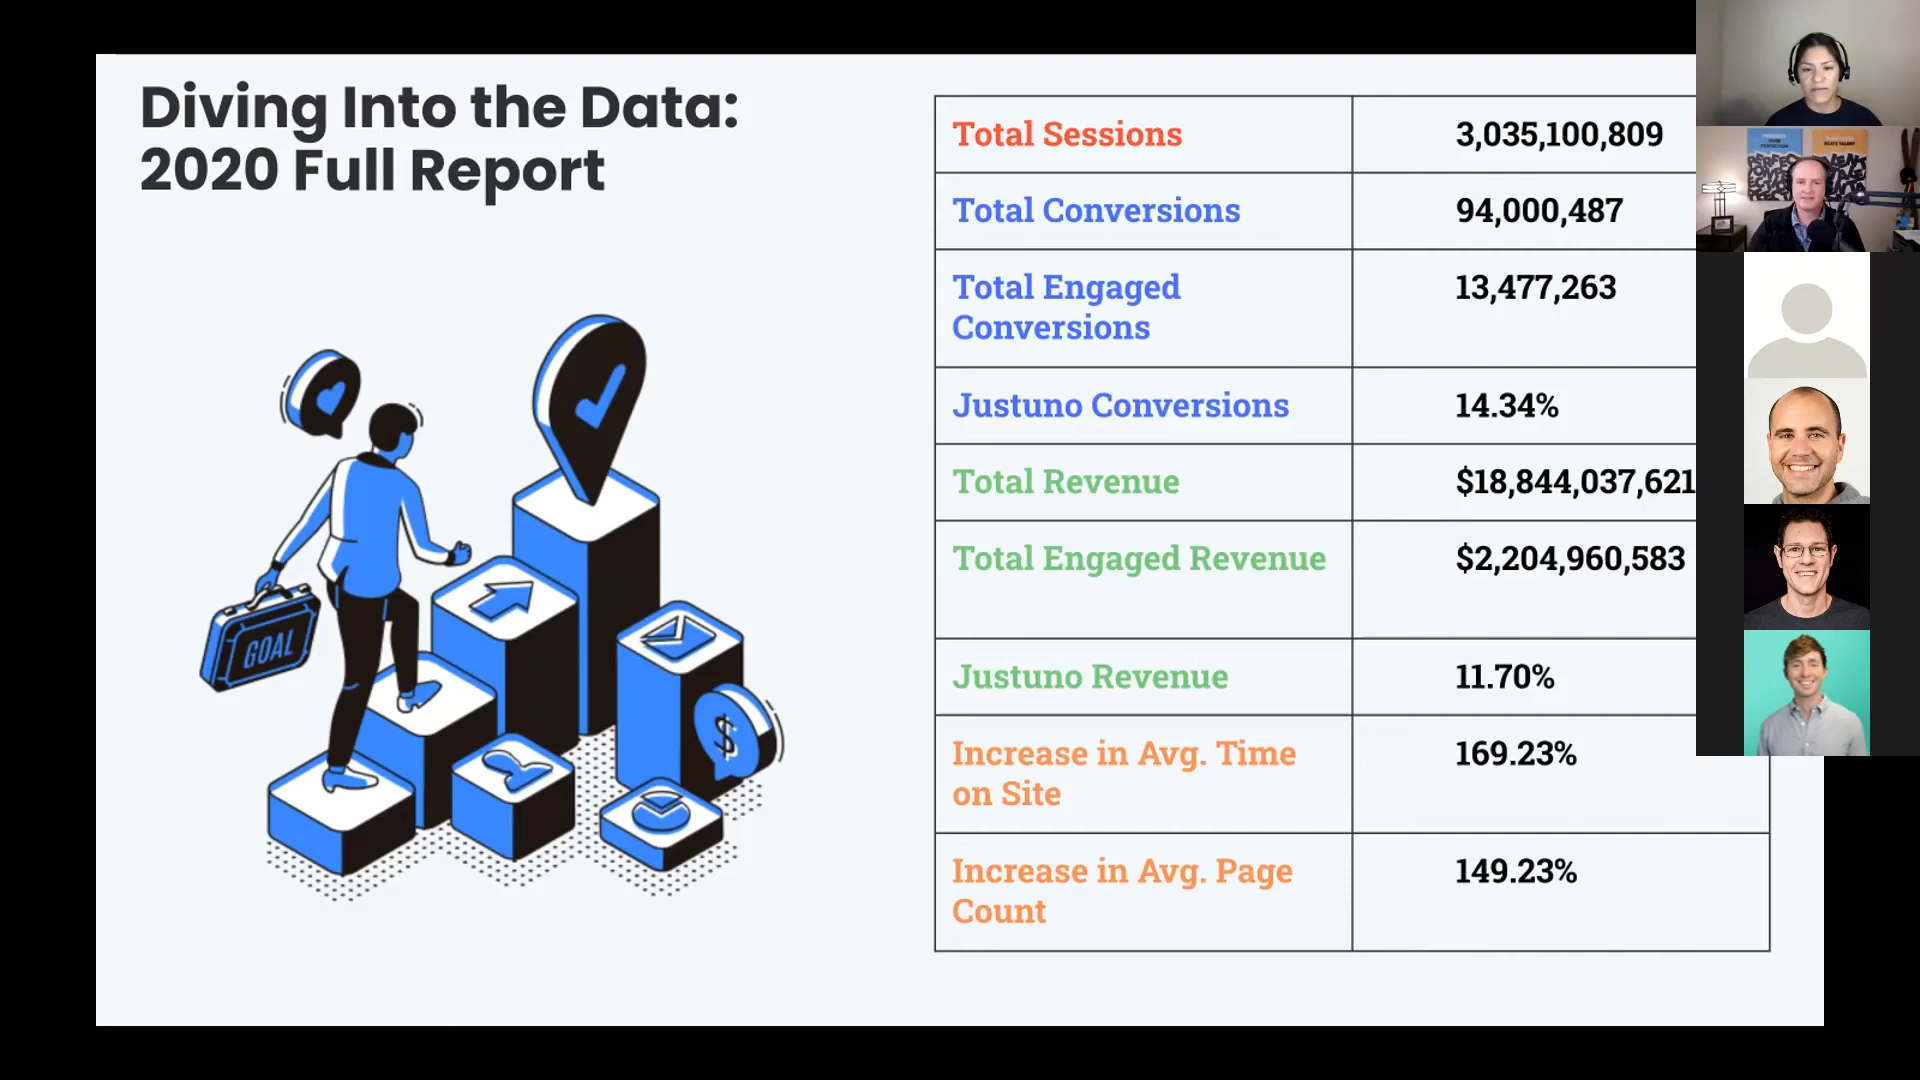 Diving Into the Data:
2020 Full Report
Total Sessions 3,035,100,809
Total Conversions 94,000,487
Total Engaged 13,477,263
Conversions
Justuno Conversions 14.34%
Total Revenue $18,844,037,621
Total Engaged Revenue $2,204,960,583
Justuno Revenue 11.70%
Increase in Avg. Time 169.23%
on Site
Increase in Avg. Page 149.23%
Count
GOAL
$